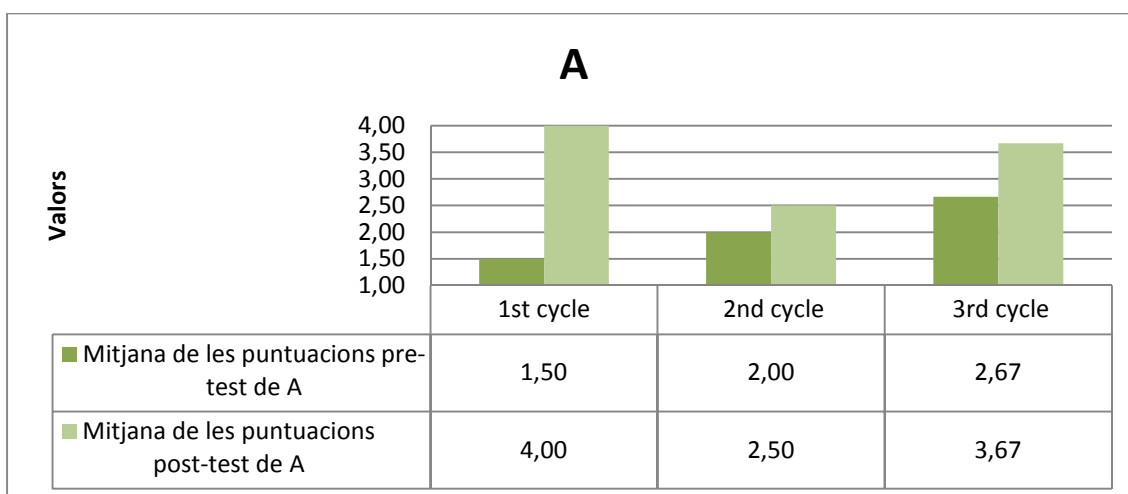 A
Valors
4,00
3,50
3,00
2,50
2,00
1,50
1,00
1st cycle 2nd cycle 3rd cycle
Mitjana de les puntuacions pre-
test de A
1,50 2,00 2,67
Mitjana de les puntuacions
post-test de A
4,00 2,50 3,67